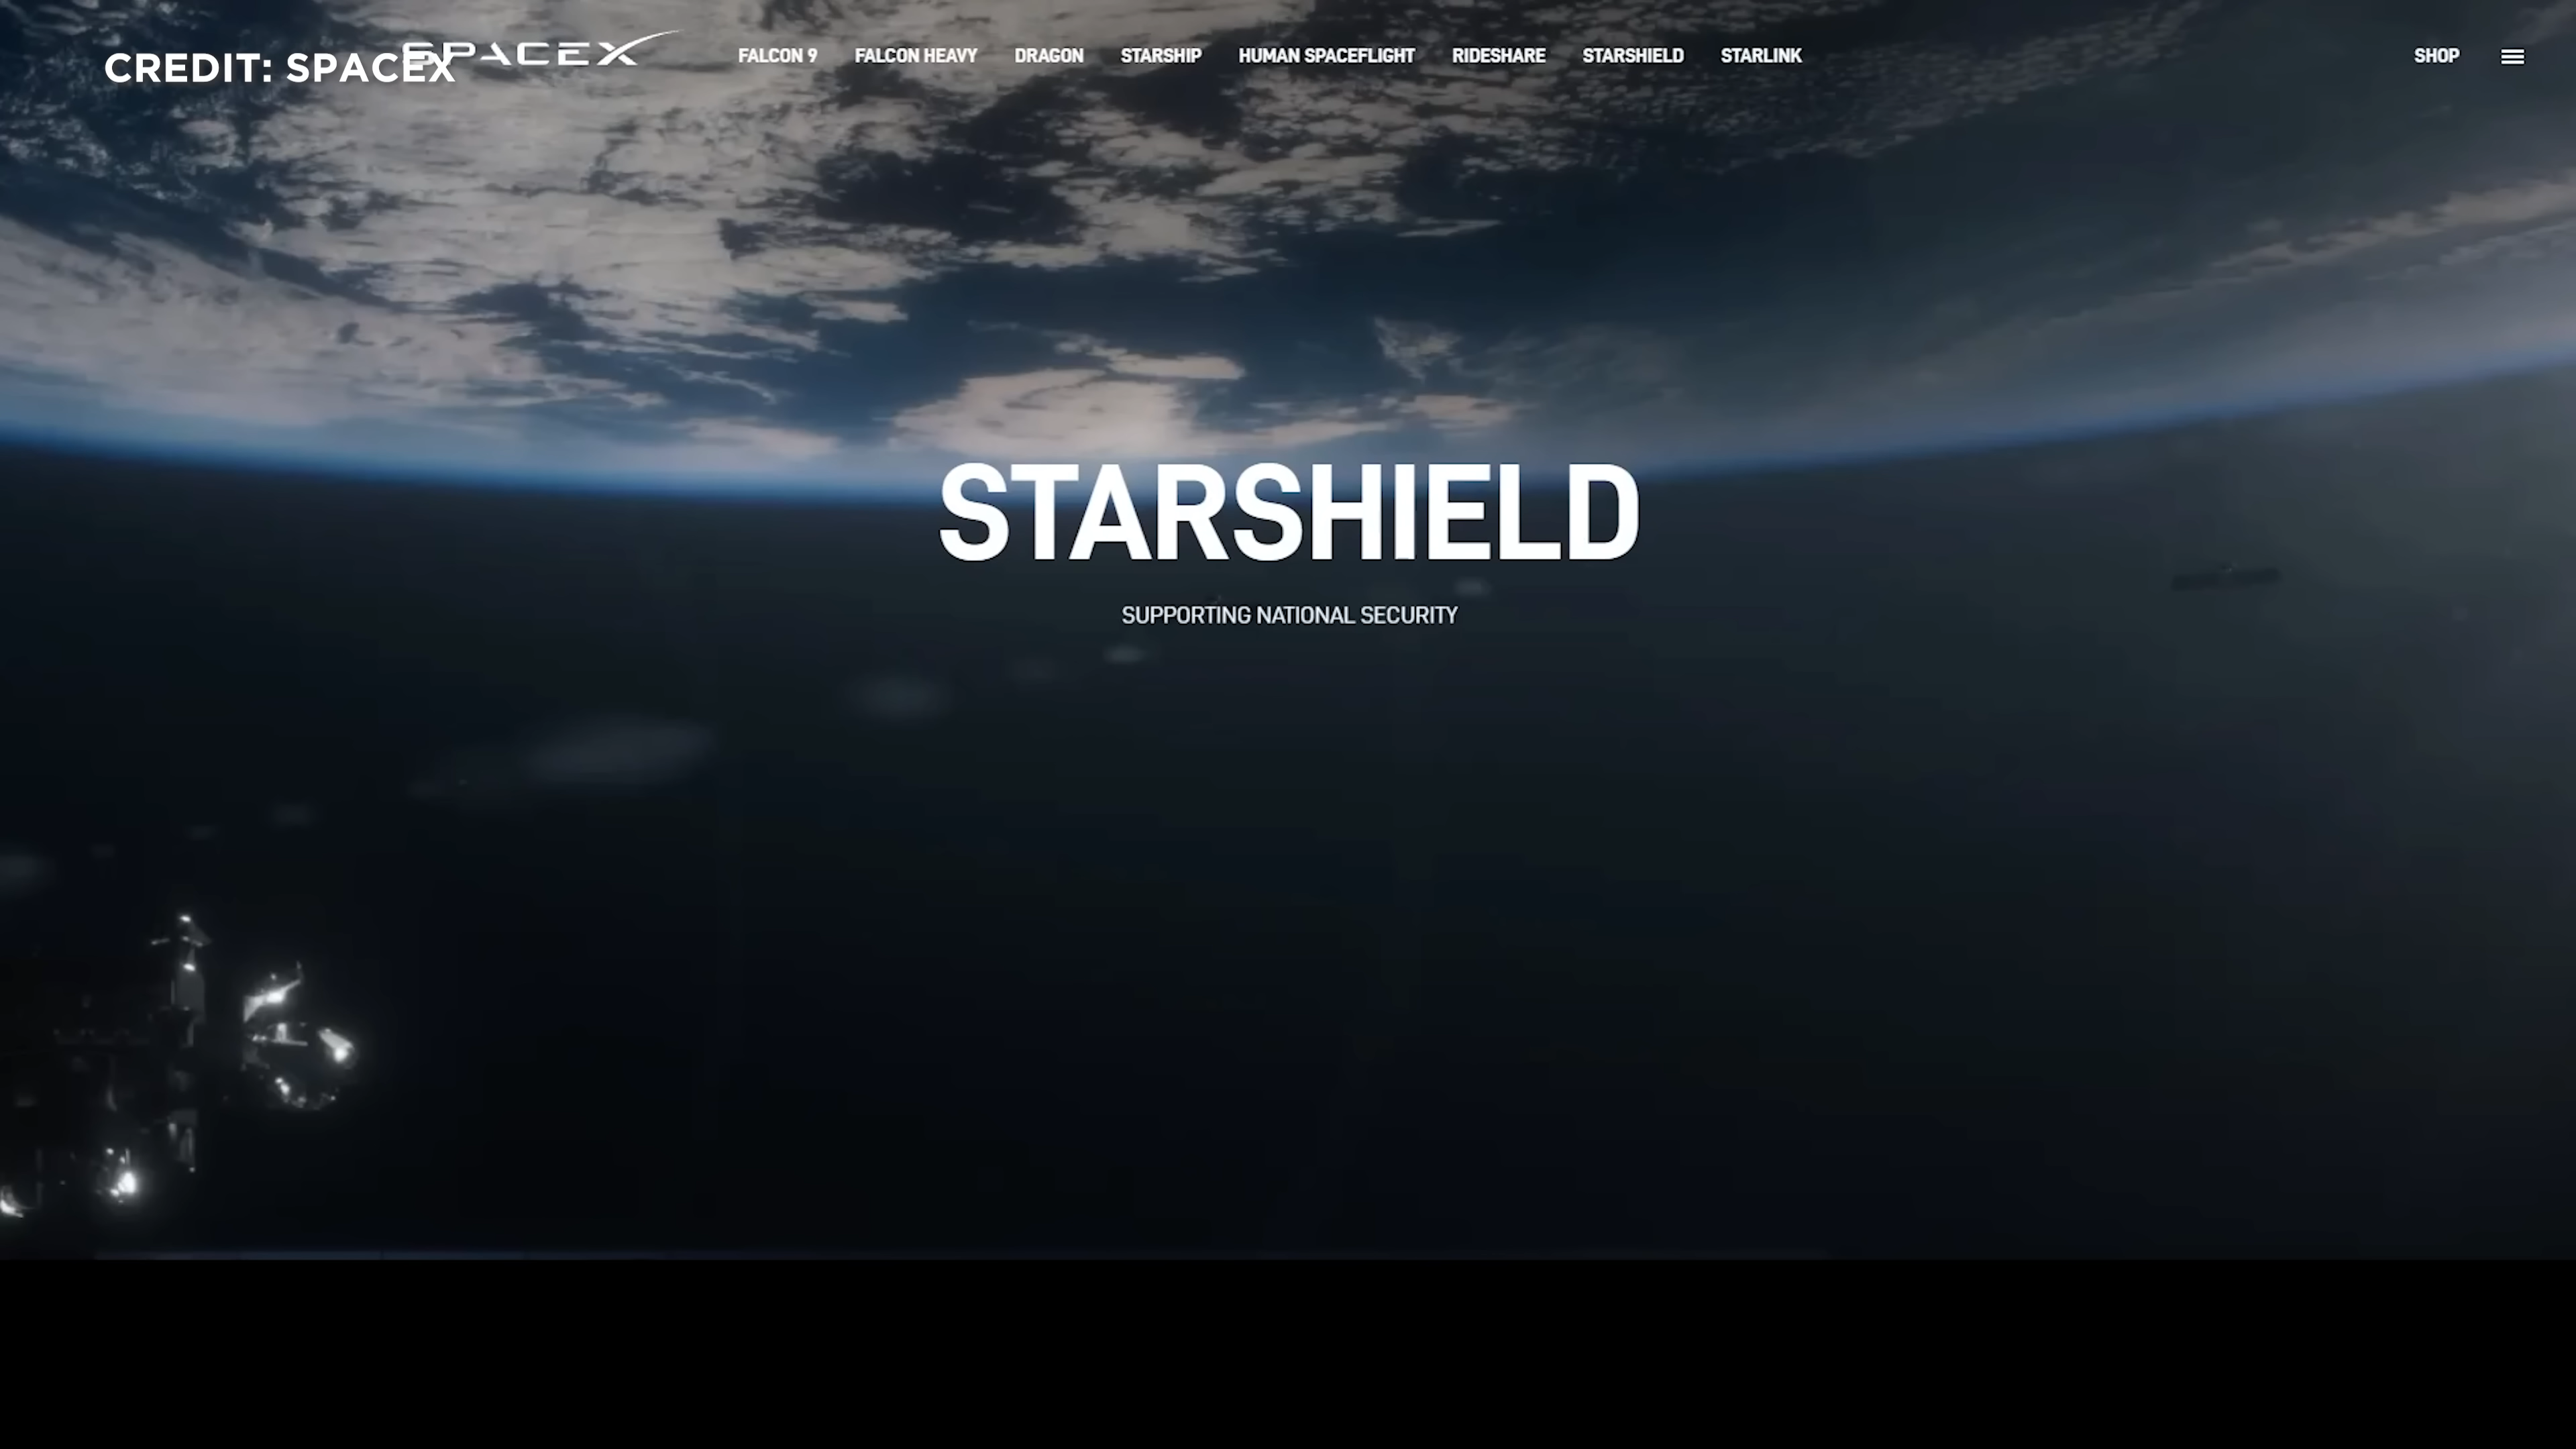 CREDIT: SPACEX
SPACEX
FALCON 9 FALCON HEAVY DRAGON STARSHIP HUMAN SPACEFLIGHT RIDESHARE STARSHIELD STARLINK SHOP
STARSHIELD
SUPPORTING NATIONAL SECURITY